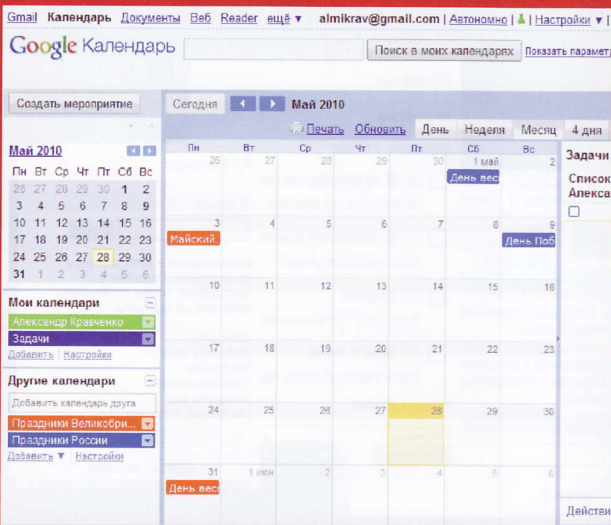 Gmail Календарь Документы Веб Reader ещё ▼ almikrav@gmail.com | Автономно | Настройки ▼ |
Google Календарь
Поиск в моих календарях Показать парамет
Создать мероприятие
Сегодня Май 2010
Печать Обновить День Неделя Месяц 4 дня
Май 2010
Пн Вт Ср Чт Пт Сб Вс
26 27 28 29 30 1 2
3 4 5 6 7 8 9
10 11 12 13 14 15 16
17 18 19 20 21 22 23
24 25 26 27 28 29 30
31 1 2 3 4 5 6
Мои календари
Александр Кравченко
Задачи
Добавить | Настройки
Другие календари
Добавить календарь друга
Праздники Великобри...
Праздники России
Добавить ▼ | Настройки
Пн Вт Ср Чт Пт Сб Вс
26 27 28 29 30 1 май 2
День вес
3 4 5 6 7 8 9
Майский День Поб
10 11 12 13 14 15 16
17 18 19 20 21 22 23
24 25 26 27 28 29 30
31 1 июн 2 3 4 5 6
День вес
Задачи
Список
Алекса
Действи